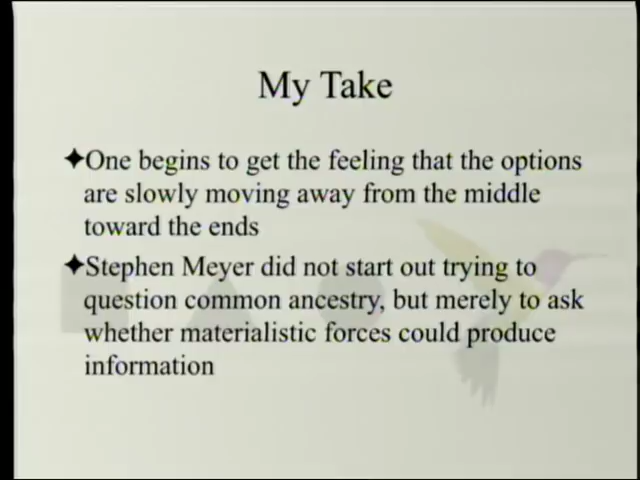 My Take
✦One begins to get the feeling that the options
are slowly moving away from the middle
toward the ends
✦Stephen Meyer did not start out trying to
question common ancestry, but merely to ask
whether materialistic forces could produce
information